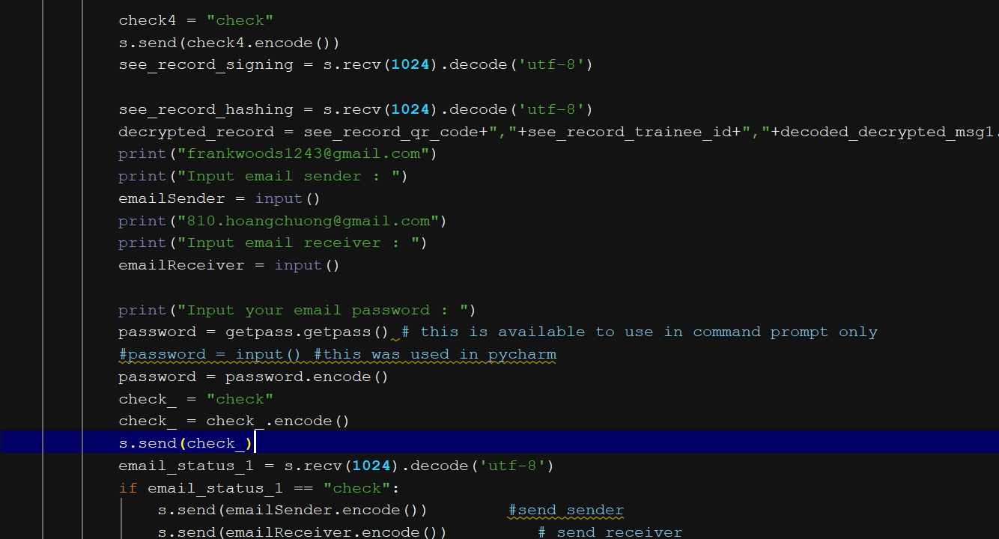 check4 = "check"
s.send(check4.encode())
see_record_signing = s.recv(1024).decode('utf-8')
see_record_hashing = s.recv(1024).decode('utf-8')
decrypted_record = see_record_qr_code+","+see_record_trainee_id+","+decoded_decrypted_msg1.
print("frankwoods1243@gmail.com")
print("Input email sender : ")
emailSender = input()
print("810.hoangchuong@gmail.com")
print("Input email receiver : ")
emailReceiver = input()
print("Input your email password : ")
password = getpass.getpass() # this is available to use in command prompt only
#password = input() #this was used in pycharm
password = password.encode()
check_ = "check"
check_ = check_.encode()
s.send(check_)
email_status_1 = s.recv(1024).decode('utf-8')
if email_status_1 == "check":
s.send(emailSender.encode()) #send sender
s.send(emailReceiver.encode()) # send receiver